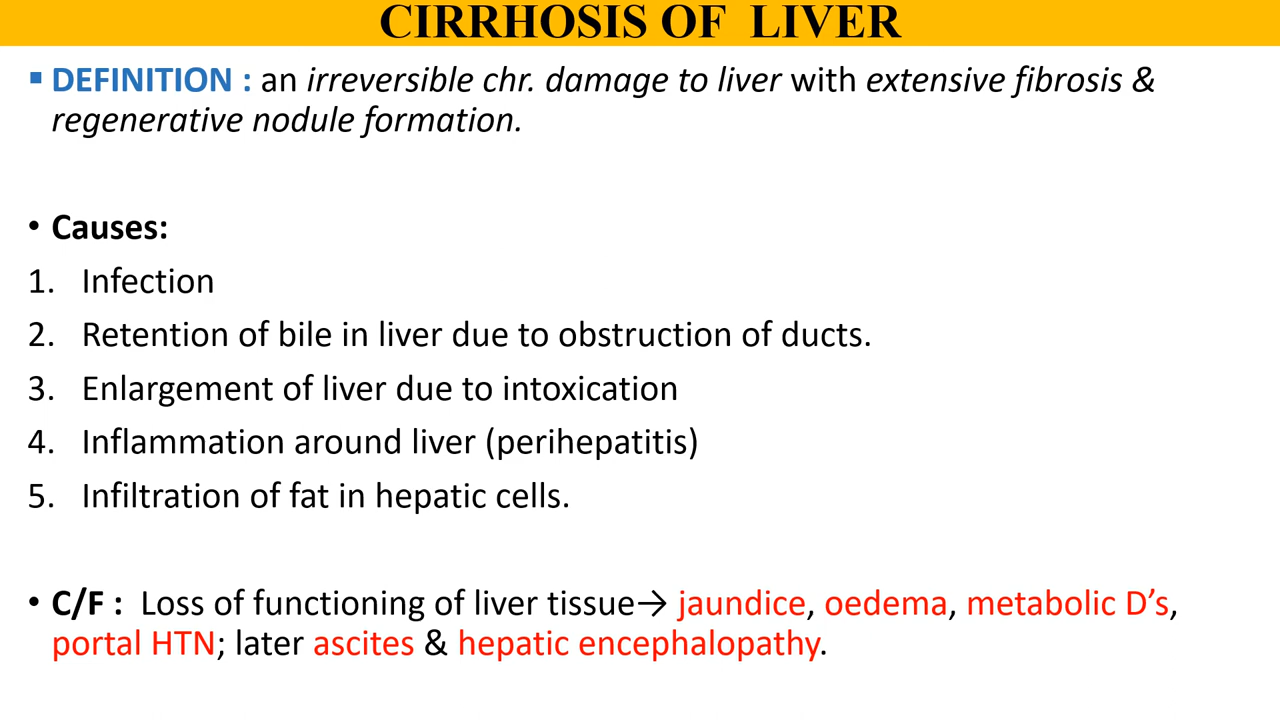 CIRRHOSIS OF LIVER
▪ DEFINITION : an irreversible chr. damage to liver with extensive fibrosis &
regenerative nodule formation.
• Causes:
1. Infection
2. Retention of bile in liver due to obstruction of ducts.
3. Enlargement of liver due to intoxication
4. Inflammation around liver (perihepatitis)
5. Infiltration of fat in hepatic cells.
• C/F : Loss of functioning of liver tissue→ jaundice, oedema, metabolic D’s,
portal HTN; later ascites & hepatic encephalopathy.